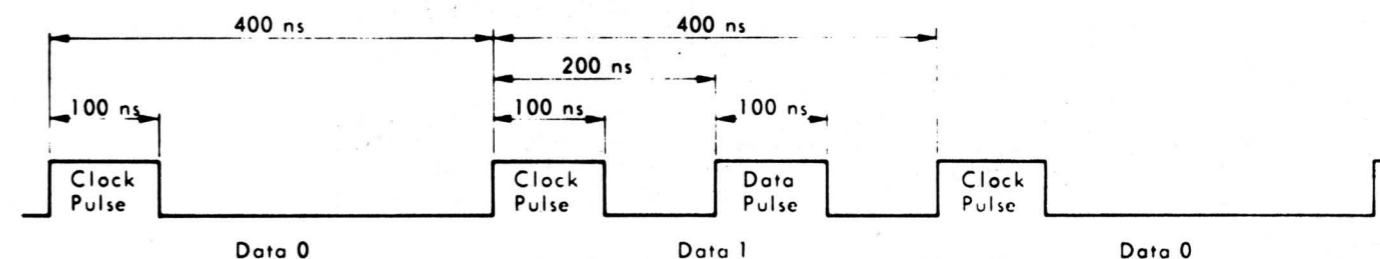 400 ns
400 ns
200 ns
100 ns
100 ns
100 ns
Clock
Pulse
Clock
Pulse
Data
Pulse
Clock
Pulse
Data 0
Data 1
Data 0